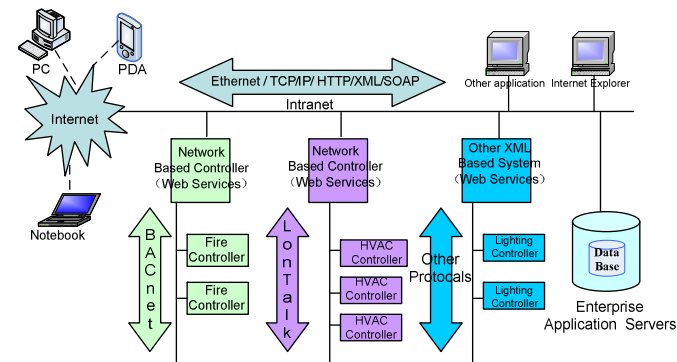 PC
PDA
Ethernet / TCP/IP/ HTTP/XML/SOAP
Other application
Internet Explorer
Intranet
Internet
Network
Based Controller
（Web Services）
Network
Based Controller
（Web Services）
Other XML
Based System
（Web Services）
Notebook
BACnet
Fire
Controller
Fire
Controller
LonTalk
HVAC
Controller
HVAC
Controller
HVAC
Controller
Other
Protocals
Lighting
Controller
Lighting
Controller
Data
Base
Enterprise
Application Servers